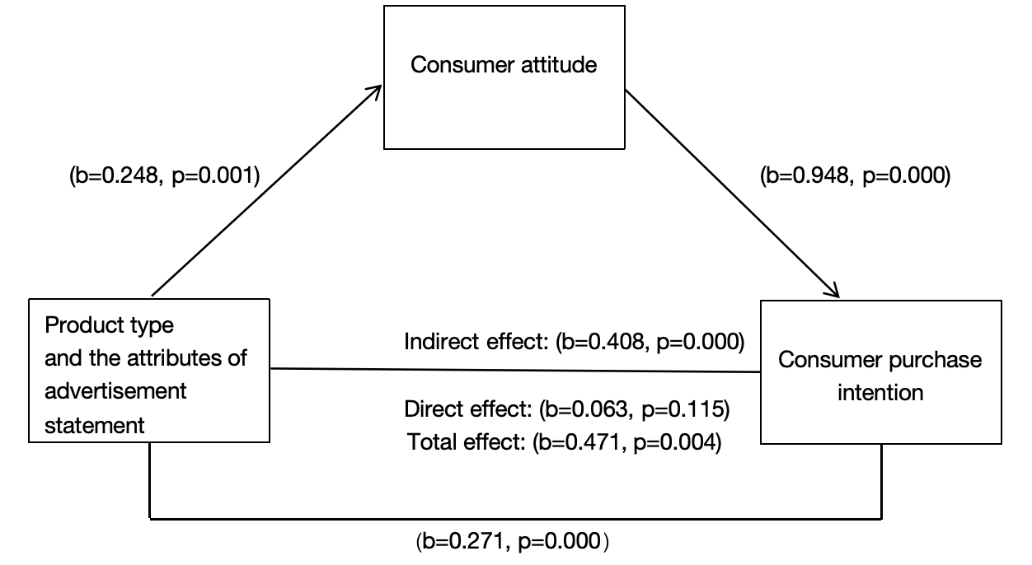 Consumer attitude
(b=0.248, p=0.001)
(b=0.948, p=0.000)
Product type
and the attributes of
advertisement
statement
Indirect effect: (b=0.408, p=0.000)
Consumer purchase
intention
Direct effect: (b=0.063, p=0.115)
Total effect: (b=0.471, p=0.004)
(b=0.271, p=0.000）